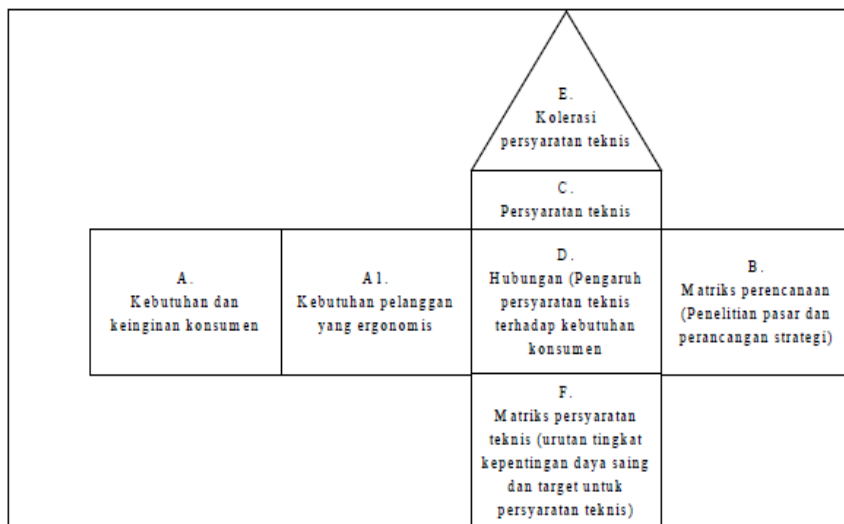 E.
Kolerasi
persyaratan teknis
C.
Persyaratan teknis
A.
Kebutuhan dan
keinginan konsumen
A1.
Kebutuhan pelanggan
yang ergonomis
D.
Hubungan (Pengaruh
persyaratan teknis
terhadap kebutuhan
konsumen
B.
Matriks perencanaan
(Penelitian pasar dan
perancangan strategi)
F.
Matriks persyaratan
teknis (urutan tingkat
kepentingan daya saing
dan target untuk
persyaratan teknis)